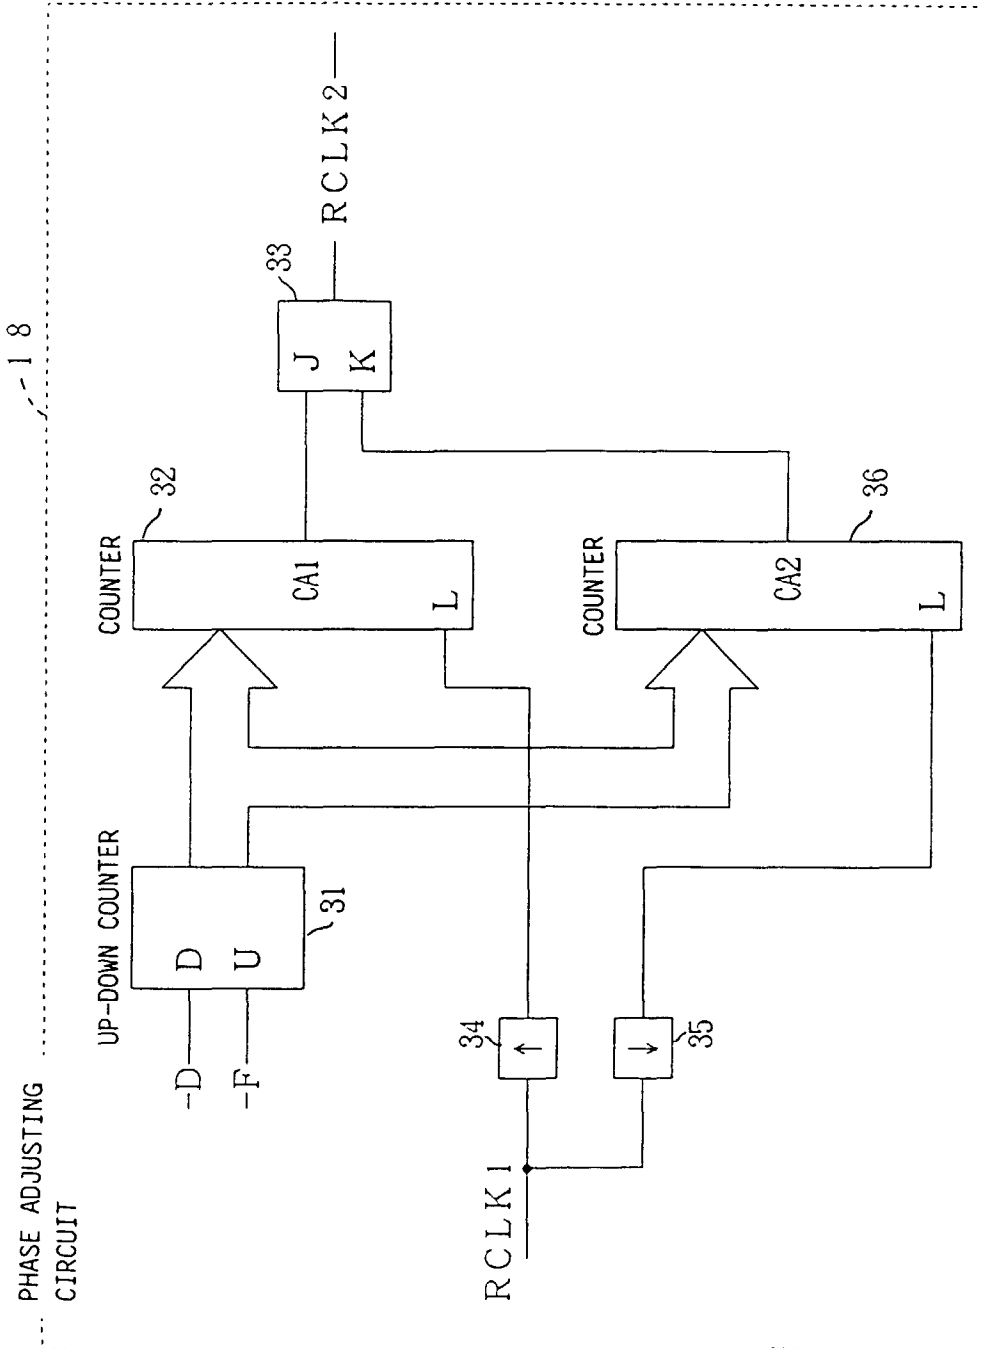 PHASE ADJUSTING
CIRCUIT
18
UP-DOWN COUNTER
-D
-F
D
U
31
COUNTER
32
CA1
L
33
J
K
RCLK2
RCLK1
34
↑
35
↓
COUNTER
36
CA2
L